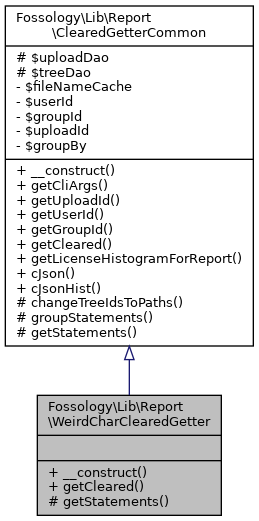 Fossology\Lib\Report
\ClearedGetterCommon
# $uploadDao
# $treeDao
- $fileNameCache
- $userId
- $groupId
- $uploadId
- $groupBy
+ __construct()
+ getCliArgs()
+ getUploadId()
+ getUserId()
+ getGroupId()
+ getCleared()
+ getLicenseHistogramForReport()
+ cJson()
+ cJsonHist()
# changeTreeIdsToPaths()
# groupStatements()
# getStatements()
Fossology\Lib\Report
\WeirdCharClearedGetter
+ __construct()
+ getCleared()
# getStatements()